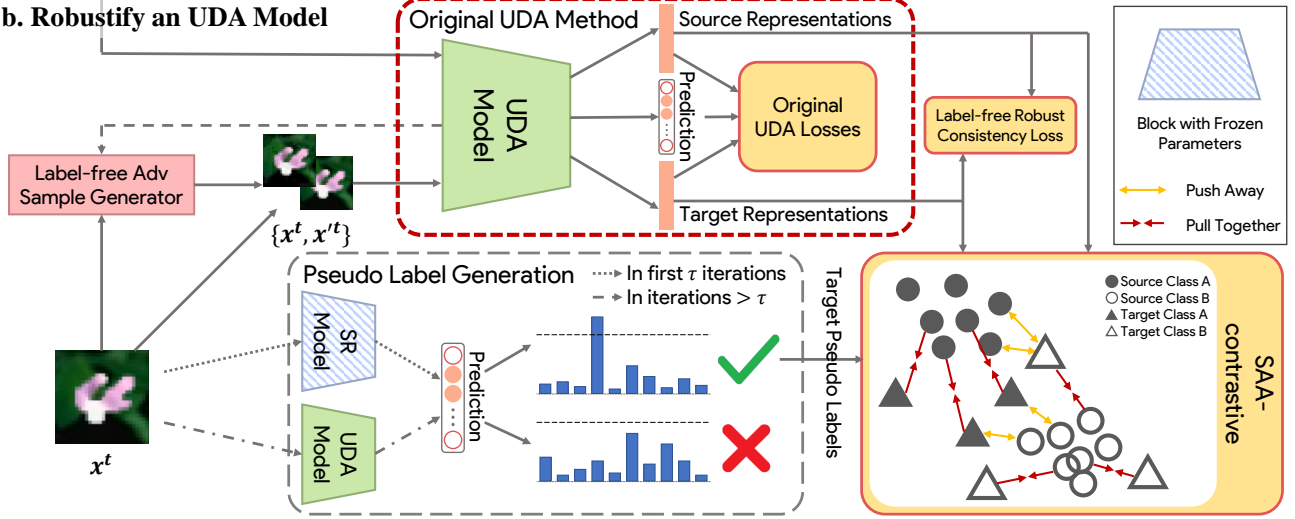 b. Robustify an UDA Model
Original UDA Method
Source Representations
UDA
Model
Prediction
Original
UDA Losses
Label-free Robust
Consistency Loss
Block with Frozen
Parameters
Push Away
Pull Together
Label-free Adv
Sample Generator
{x^t, x'^t}
Target Representations
Pseudo Label Generation
In first τ iterations
In iterations > τ
SR
Model
UDA
Model
Prediction
Target Pseudo Labels
Source Class A
Source Class B
Target Class A
Target Class B
SAA-
contrastive
x^t